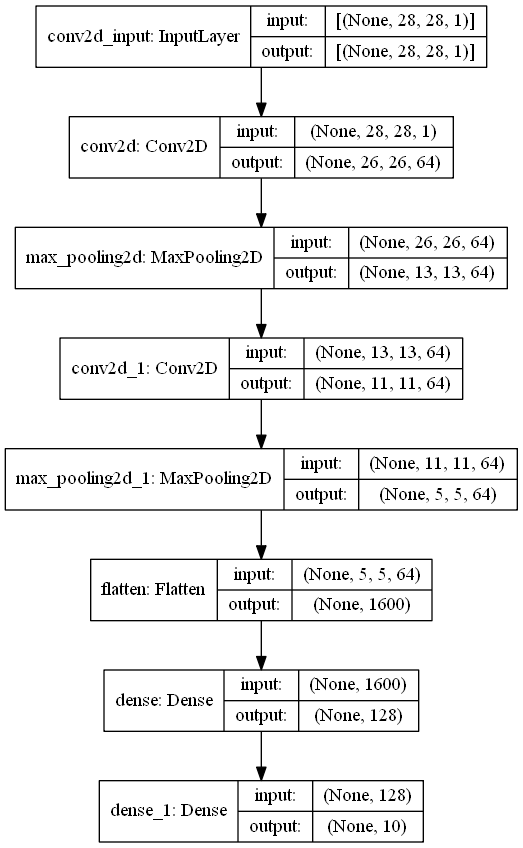 conv2d_input: InputLayer
input: [(None, 28, 28, 1)]
output: [(None, 28, 28, 1)]
conv2d: Conv2D
input: (None, 28, 28, 1)
output: (None, 26, 26, 64)
max_pooling2d: MaxPooling2D
input: (None, 26, 26, 64)
output: (None, 13, 13, 64)
conv2d_1: Conv2D
input: (None, 13, 13, 64)
output: (None, 11, 11, 64)
max_pooling2d_1: MaxPooling2D
input: (None, 11, 11, 64)
output: (None, 5, 5, 64)
flatten: Flatten
input: (None, 5, 5, 64)
output: (None, 1600)
dense: Dense
input: (None, 1600)
output: (None, 128)
dense_1: Dense
input: (None, 128)
output: (None, 10)